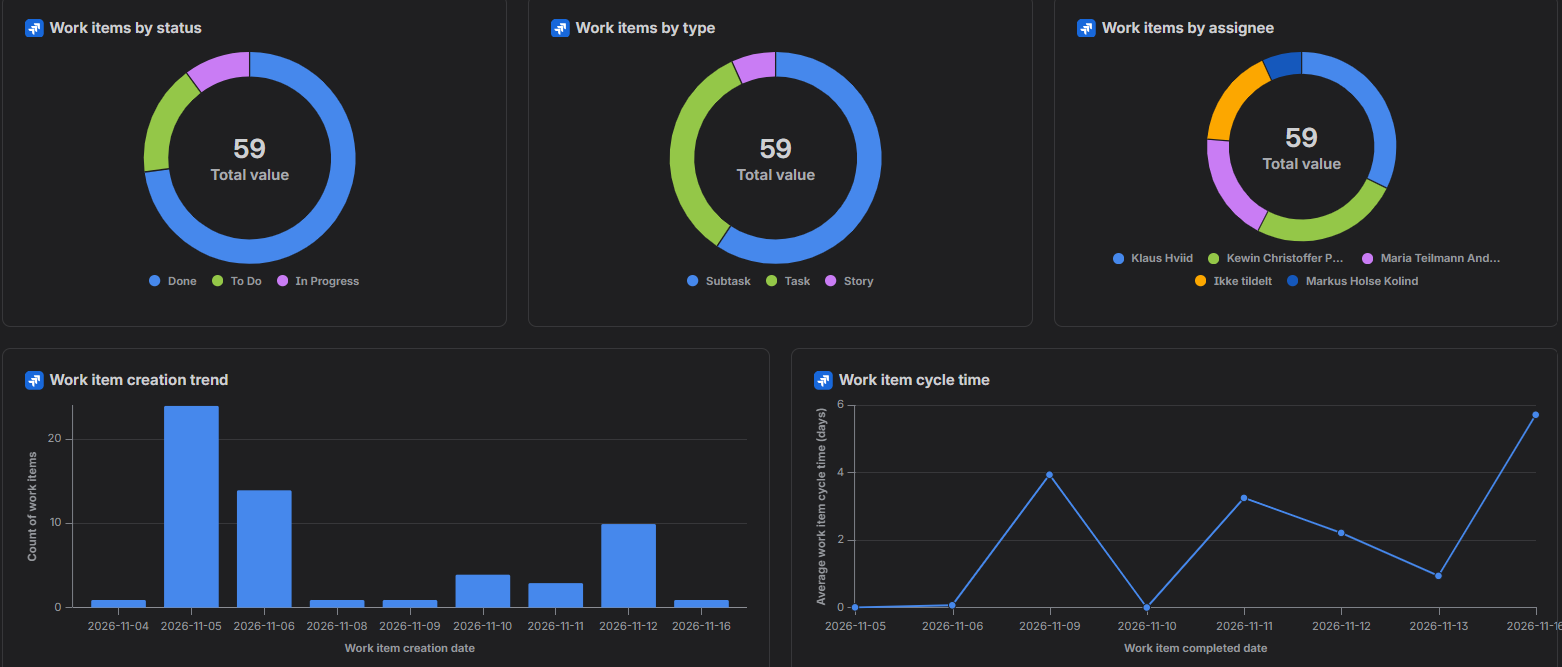 Work items by status
59
Total value
Done To Do In Progress
Work items by type
59
Total value
Subtask Task Story
Work items by assignee
59
Total value
Klaus Hviid Kewin Christoffer P... Maria Teilmann And...
Ikke tildelt Markus Holse Kolind
Work item creation trend
Count of work items
20
10
0
2026-11-04 2026-11-05 2026-11-06 2026-11-08 2026-11-09 2026-11-10 2026-11-11 2026-11-12 2026-11-16
Work item creation date
Work item cycle time
Average work item cycle time (days)
6
4
2
0
2026-11-05 2026-11-06 2026-11-09 2026-11-10 2026-11-11 2026-11-12 2026-11-13
Work item completed date